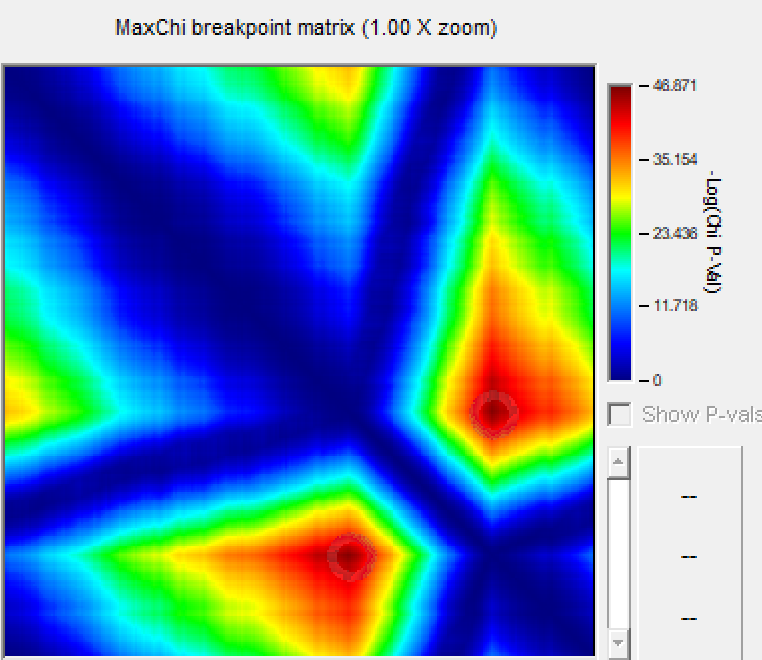 MaxChi breakpoint matrix (1.00 X zoom)
46.871
35.154
23.436
11.718
0
-Log(Chi P-Val)
Show P-vals